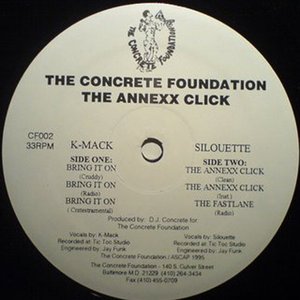 THE CONCRETE FOUNDATION
THE CONCRETE FOUNDATION
THE ANNEXX CLICK
CF002
33RPM
K-MACK
SIDE ONE:
BRING IT ON
(Cruddy)
BRING IT ON
(Radio)
BRING IT ON
(Cretestramental)
SILOUETTE
SIDE TWO:
THE ANNEXX CLICK
(Clean)
THE ANNEXX CLICK
(Inst.)
THE FASTLANE
(Radio)
Produced by: D.J. Concrete for
The Concrete Foundation
Vocals by: K-Mack
Recorded at: Tic Toc Studio
Engineered by: Jay Funk
Vocals by: Silouette
Recorded at: Tic Toc Studio
Engineered by: Jay Funk
The Concrete Foundation / ASCAP 1995
The Concrete Foundation - 140 S. Culver Street
Baltimore M.D. 21229 (410) 268-3434
Fax (410) 455-0709